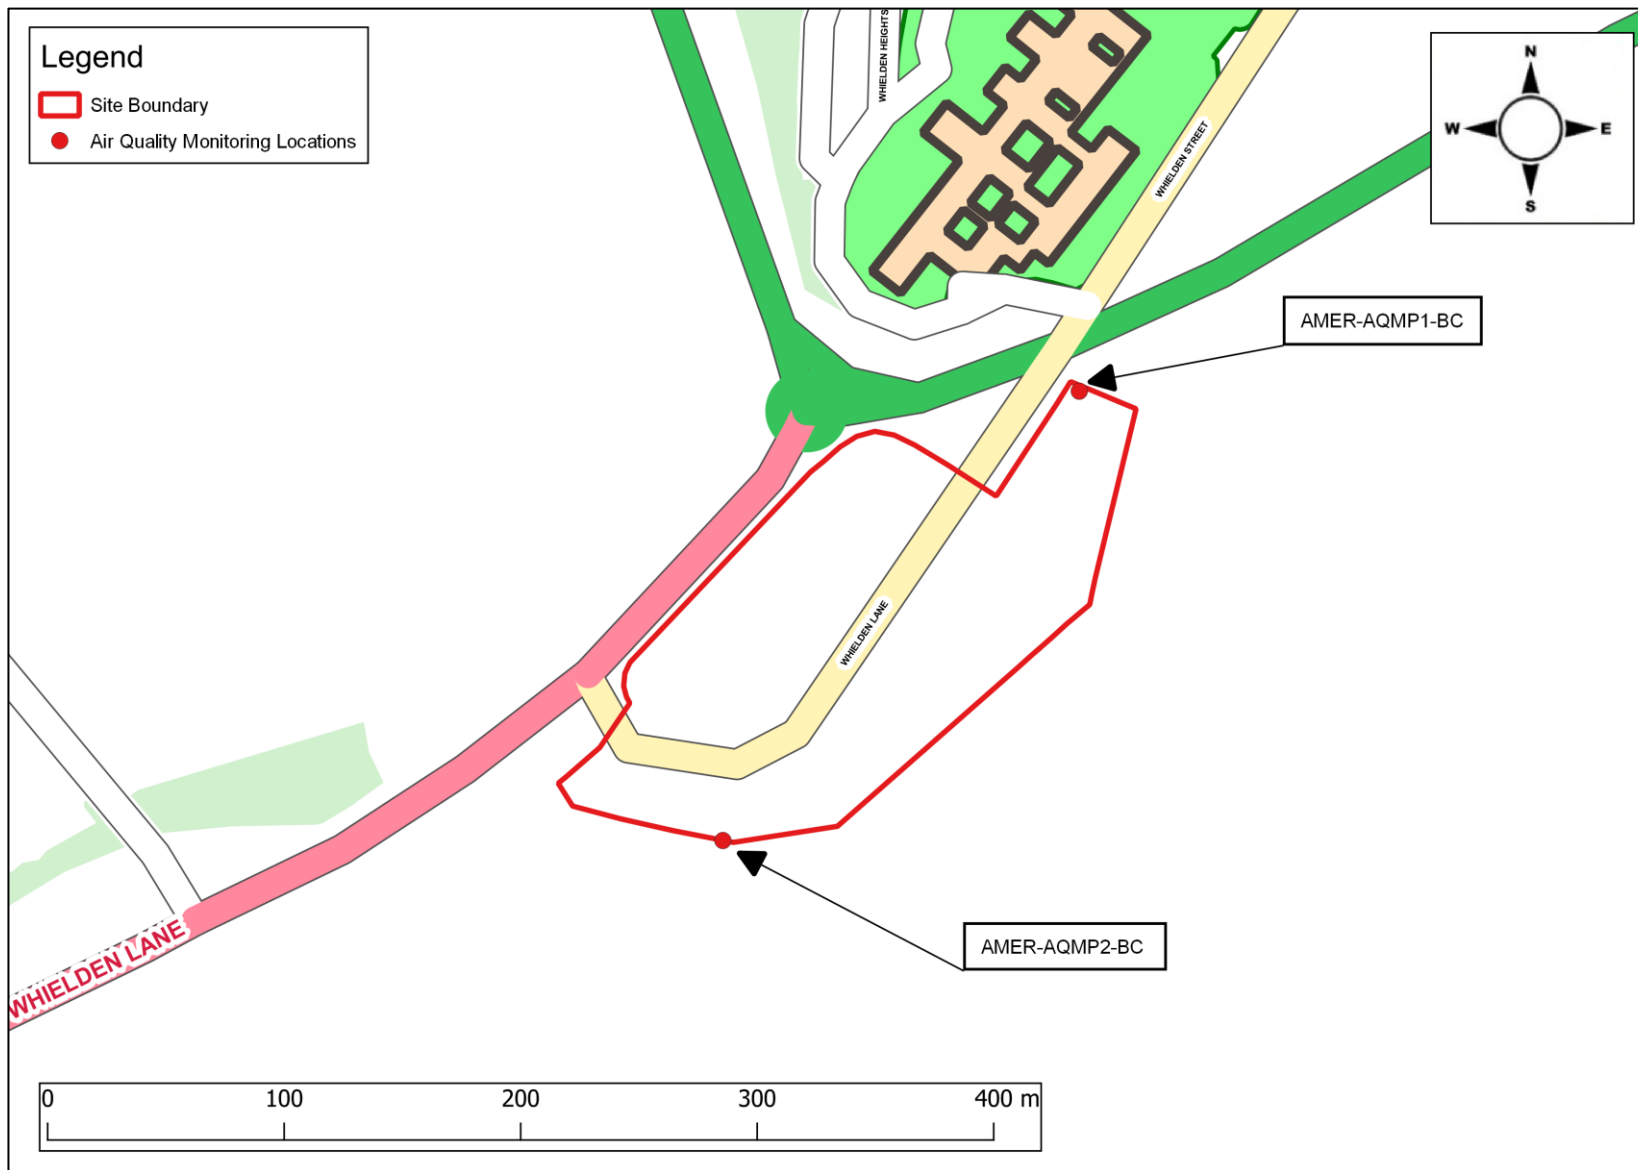 Legend
Site Boundary
Air Quality Monitoring Locations
WHIELDEN HEIGHTS
N
W
E
S
WHIELDEN STREET
AMER-AQMP1-BC
WHIELDEN LANE
AMER-AQMP2-BC
WHIELDEN LANE
0 100 200 300 400 m